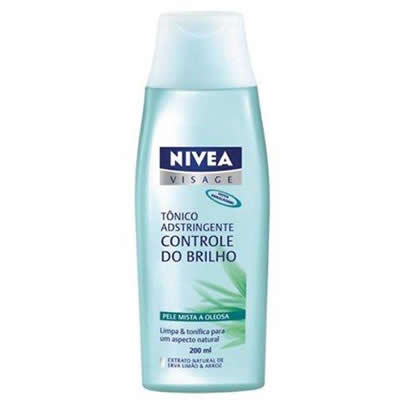 NIVEA
VISAGE
TÔNICO
ADSTRINGENTE
CONTROLE
DO BRILHO
PELE MISTA A OLEOSA
Limpa & tonifica para
um aspecto natural
200 ml
EXTRATO NATURAL DE
ERVA LIMÃO & ARROZ